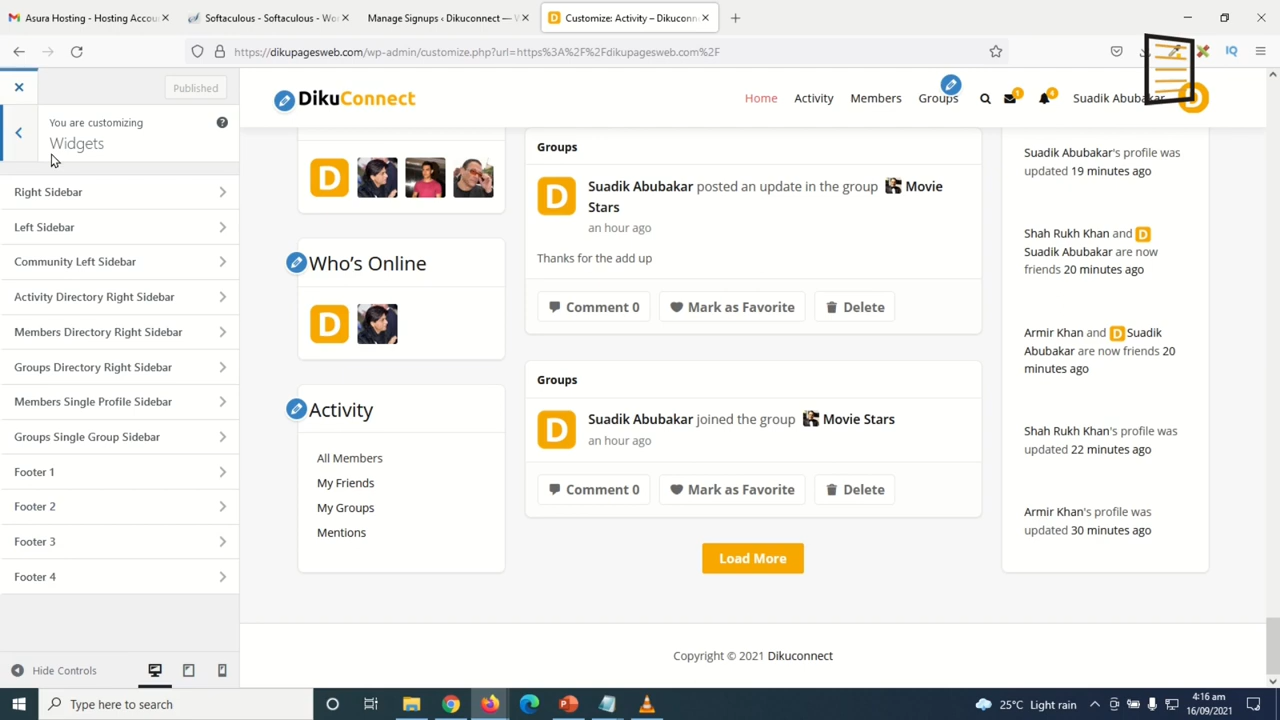 Asura Hosting - Hosting Accou
Softaculous - Softaculous - Wo
Manage Signups ‹ Dikuconnect — W
Customize: Activity – Dikuconn
https://dikupagesweb.com/wp-admin/customize.php?url=https%3A%2F%2Fdikupagesweb.com%2F
IQ
Published
You are customizing
Widgets
Right Sidebar
Left Sidebar
Community Left Sidebar
Activity Directory Right Sidebar
Members Directory Right Sidebar
Groups Directory Right Sidebar
Members Single Profile Sidebar
Groups Single Group Sidebar
Footer 1
Footer 2
Footer 3
Footer 4
Hide Controls
DikuConnect
Home
Activity
Members
Groups
1
4
Suadik Abubakar
D
D
Who's Online
D
Activity
All Members
My Friends
My Groups
Mentions
Groups
D
Suadik Abubakar posted an update in the group Movie
Stars
an hour ago
Thanks for the add up
Comment 0
Mark as Favorite
Delete
Groups
D
Suadik Abubakar joined the group Movie Stars
an hour ago
Comment 0
Mark as Favorite
Delete
Load More
Suadik Abubakar's profile was
updated 19 minutes ago
Shah Rukh Khan and D
Suadik Abubakar are now
friends 20 minutes ago
Armir Khan and D Suadik
Abubakar are now friends 20
minutes ago
Shah Rukh Khan's profile was
updated 22 minutes ago
Armir Khan's profile was
updated 30 minutes ago
Copyright © 2021 Dikuconnect
Type here to search
25°C Light rain
4:16 am
16/09/2021